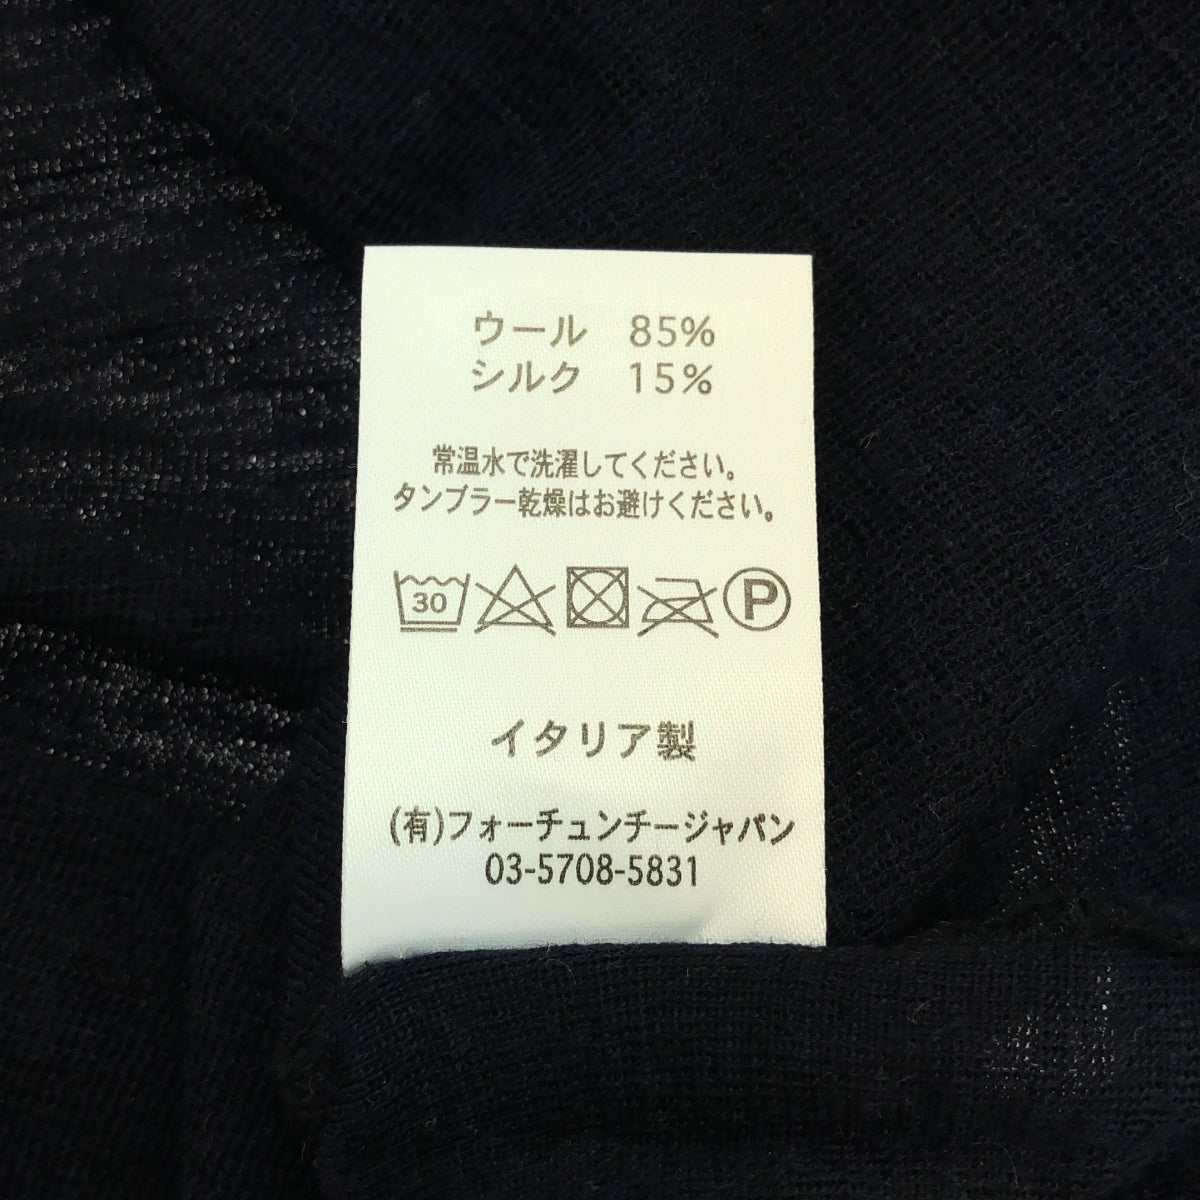 ウール 85%
シルク 15%
常温水で洗濯してください。
タンブラー乾燥はお避けください。
30 P
イタリア製
(有)フォーチュンチージャパン
03-5708-5831